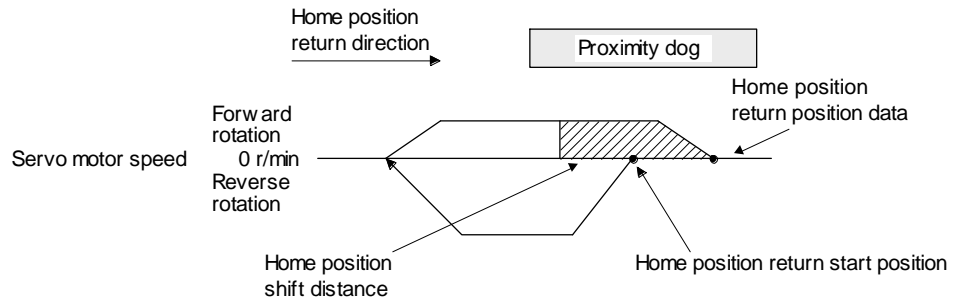 Home position
return direction
Proximity dog
Home position
return position data
Forward
rotation
Servo motor speed 0 r/min
Reverse
rotation
Home position
shift distance
Home position return start position